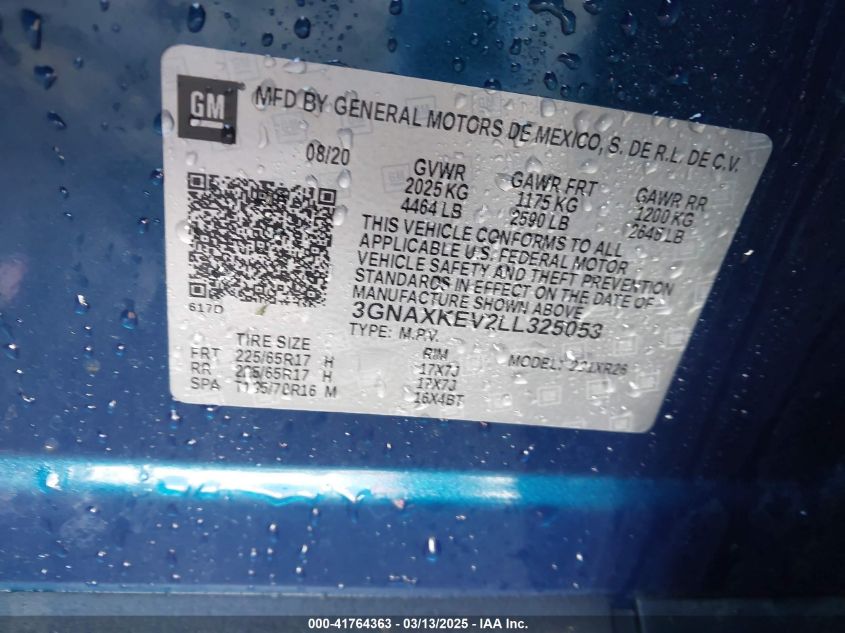 GM
MFD BY GENERAL MOTORS DE MEXICO, S. DE R.L. DE C.V.
08/20
GVWR GAWR FRT GAWR RR
2025 KG 1175 KG 1200 KG
4464 LB 2590 LB 2646 LB
THIS VEHICLE CONFORMS TO ALL
APPLICABLE U.S. FEDERAL MOTOR
VEHICLE SAFETY AND THEFT PREVENTION
STANDARDS IN EFFECT ON THE DATE OF
MANUFACTURE SHOWN ABOVE
617D 3GNAXKEV2LL325053
TYPE: M.P.V. MODEL:
TIRE SIZE RIM
FRT 225/65R17 H 17X7J
RR 225/65R17 H 17X7J
SPA M 16X4BT
000-41764363 — 03/13/2025 — IAA Inc.